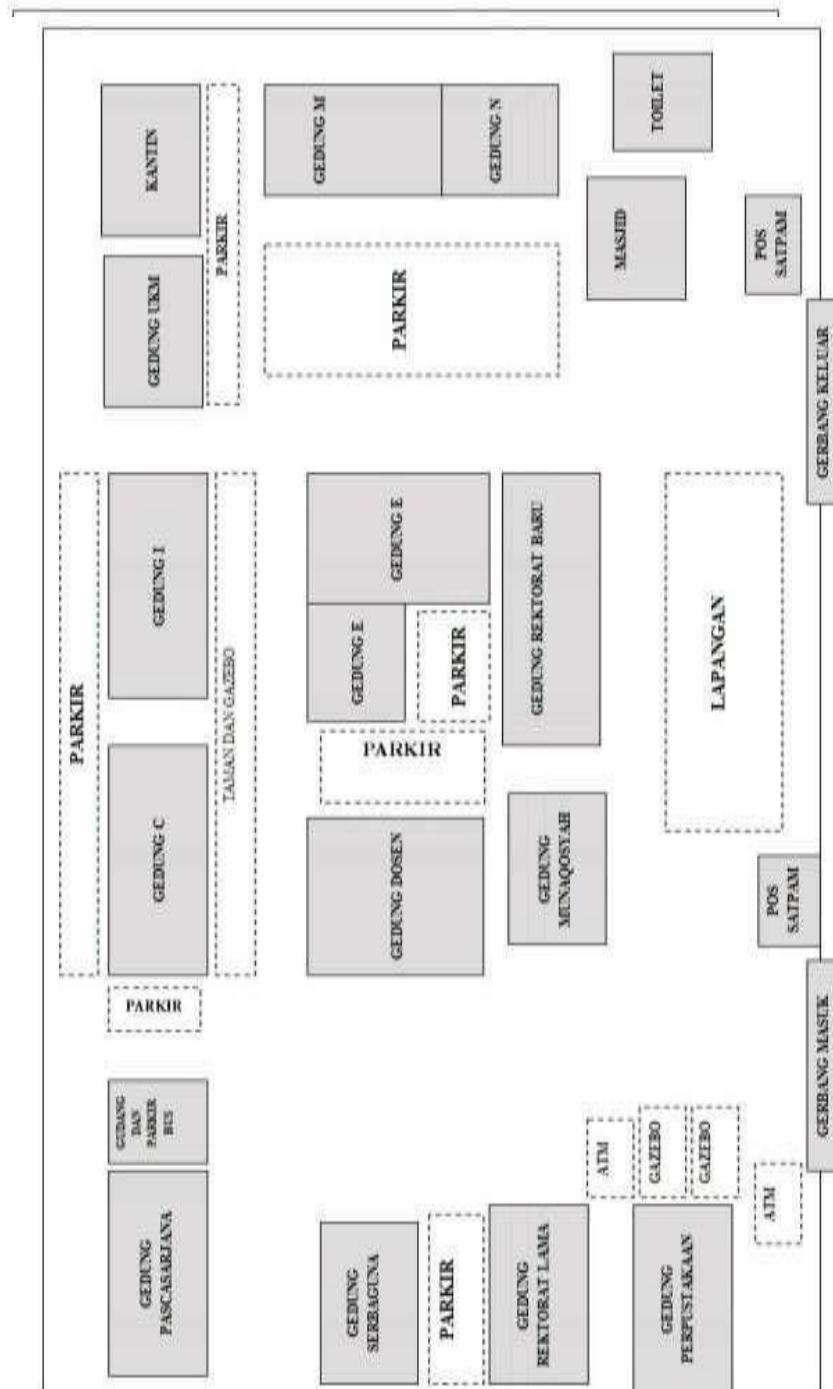 PARKIR
GEDUNG
PASCASARJANA
GUDANG
DAN
PARKIR
BUS
PARKIR
GEDUNG C
GEDUNG I
GEDUNG UKM
KANTIN
TAMAN DAN GAZEBO
PARKIR
GEDUNG
SERBAGUNA
PARKIR
GEDUNG
REKTORAT LAMA
GEDUNG DOSEN
PARKIR
GEDUNG E
PARKIR
GEDUNG E
PARKIR
GEDUNG M
GEDUNG N
GEDUNG
MUNAQOSYAH
GEDUNG REKTORAT BARU
MASJID
TOILET
GEDUNG
PERPUSTAKAAN
ATM
GAZEBO
GAZEBO
LAPANGAN
ATM
POS
SATPAM
POS
SATPAM
GERBANG MASUK
GERBANG KELUAR